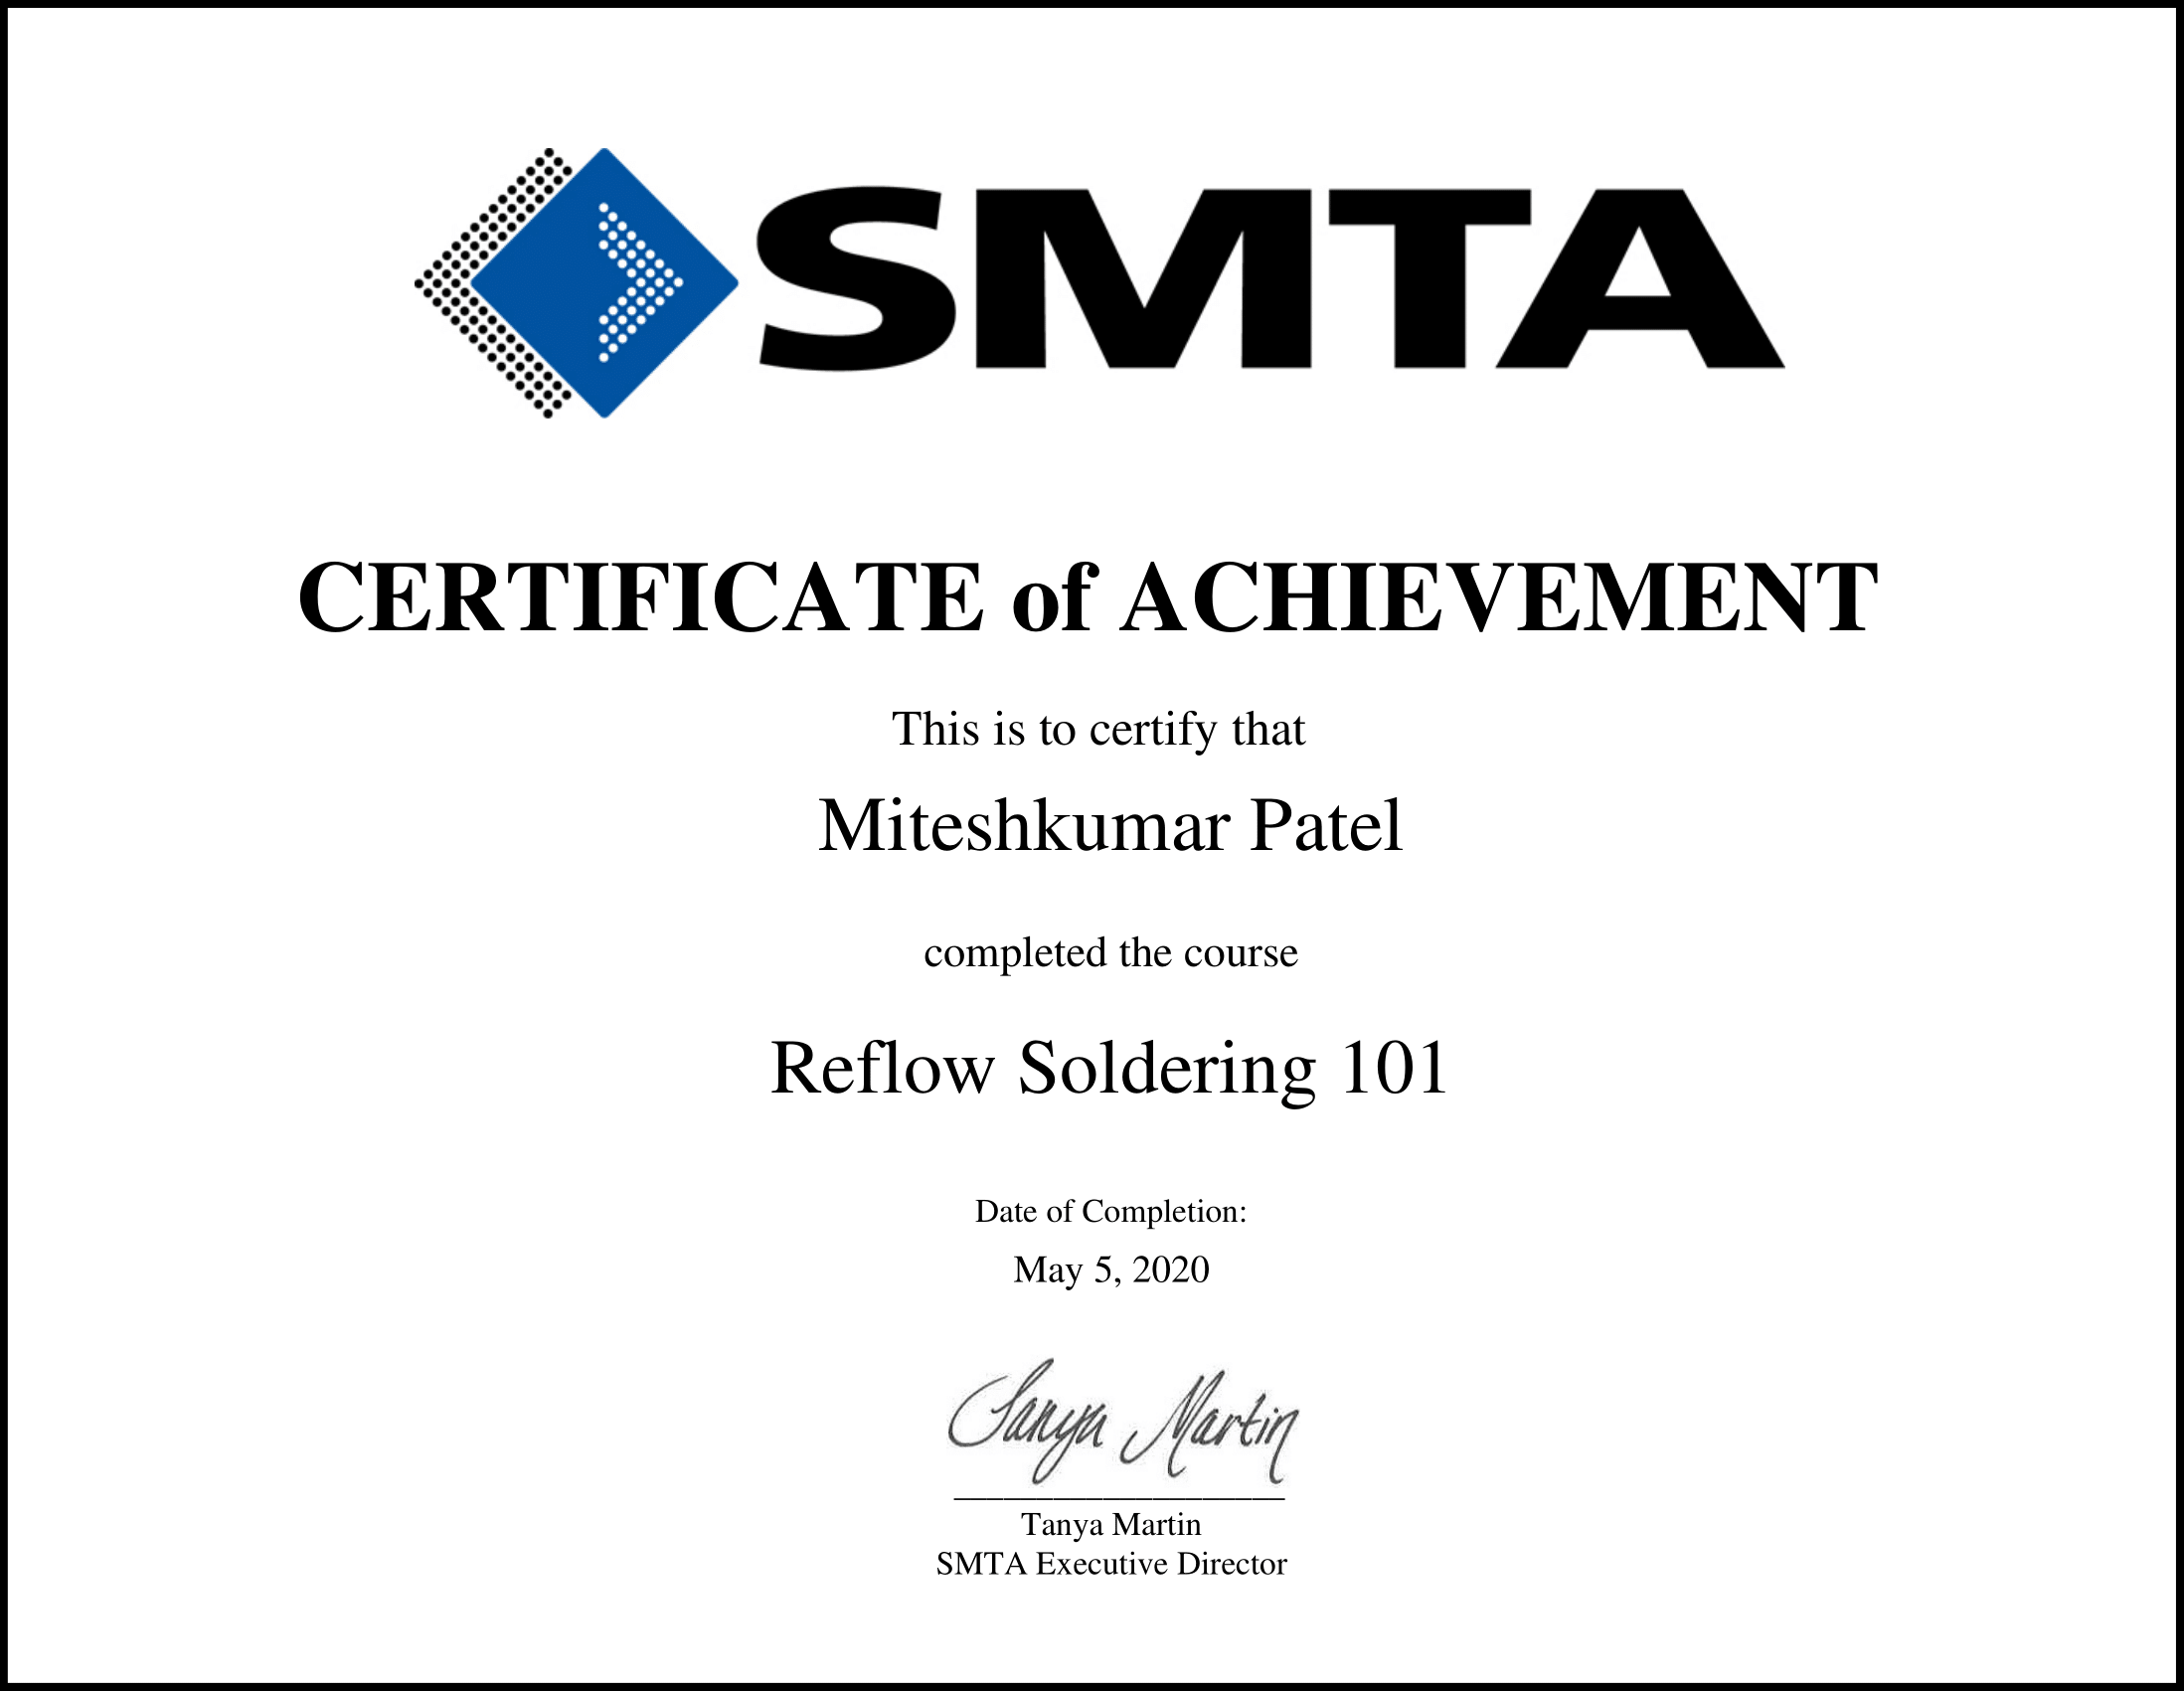 SMTA
CERTIFICATE of ACHIEVEMENT
This is to certify that
Miteshkumar Patel
completed the course
Reflow Soldering 101
Date of Completion:
May 5, 2020
Tanya Martin
Tanya Martin
SMTA Executive Director